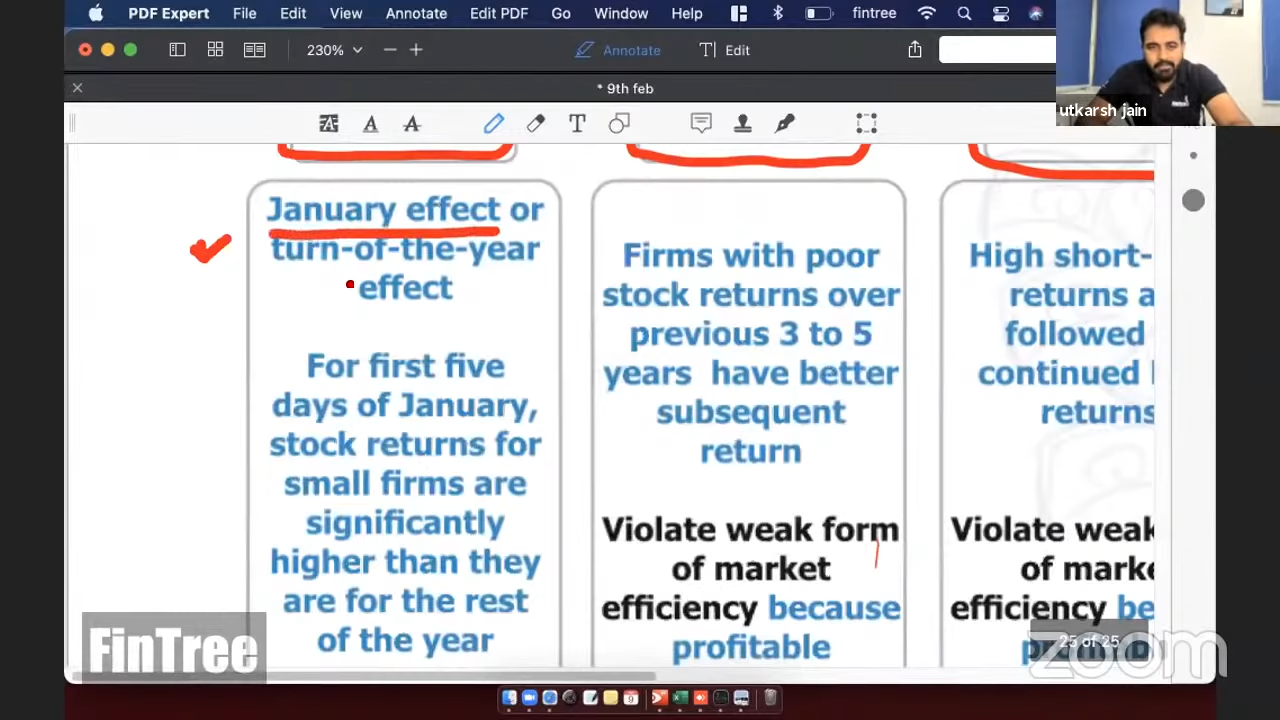 PDF Expert File Edit View Annotate Edit PDF Go Window Help fintree
230% Annotate T Edit
* 9th feb
utkarsh jain
January effect or
turn-of-the-year
effect
For first five
days of January,
stock returns for
small firms are
significantly
higher than they
are for the rest
of the year
Firms with poor
stock returns over
previous 3 to 5
years have better
subsequent
return
Violate weak form
of market
efficiency because
profitable
High short-
returns a
followed
continued
returns
Violate weak
of mark
efficiency be
FinTree
25 of 25
zoom